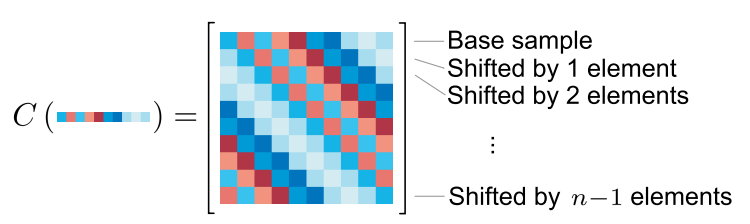 Base sample
Shifted by 1 element
Shifted by 2 elements
C ( ) =
⋮
Shifted by n−1 elements